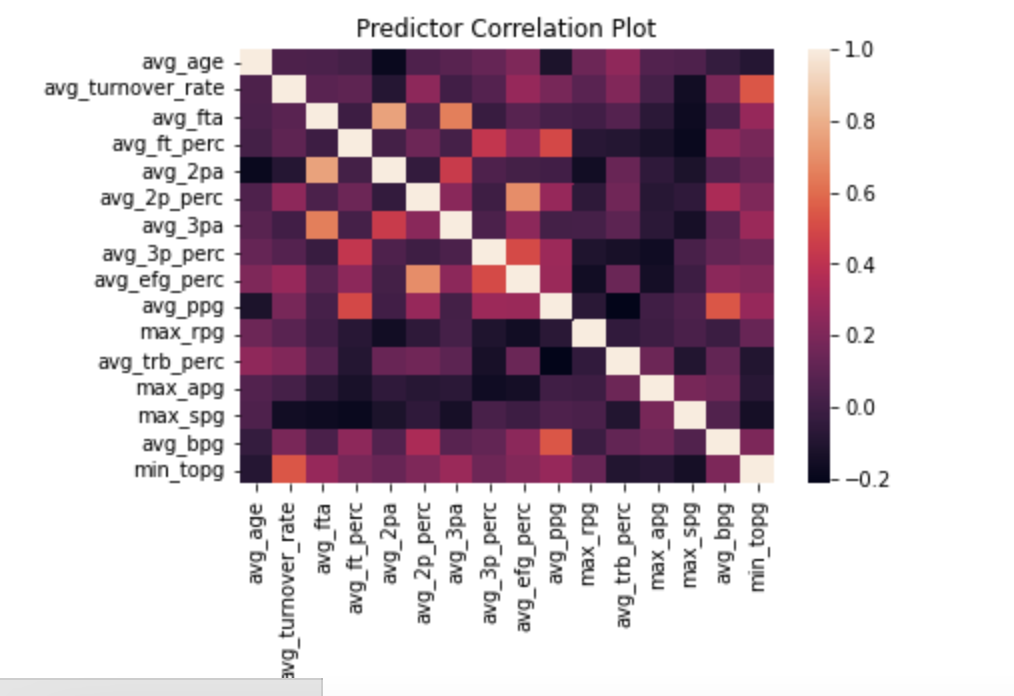 Predictor Correlation Plot
avg_age
avg_turnover_rate
avg_fta
avg_ft_perc
avg_2pa
avg_2p_perc
avg_3pa
avg_3p_perc
avg_efg_perc
avg_ppg
max_rpg
avg_trb_perc
max_apg
max_spg
avg_bpg
min_topg
1.0
0.8
0.6
0.4
0.2
0.0
−0.2
avg_age
avg_turnover_rate
avg_fta
avg_ft_perc
avg_2pa
avg_2p_perc
avg_3pa
avg_3p_perc
avg_efg_perc
avg_ppg
max_rpg
avg_trb_perc
max_apg
max_spg
avg_bpg
min_topg